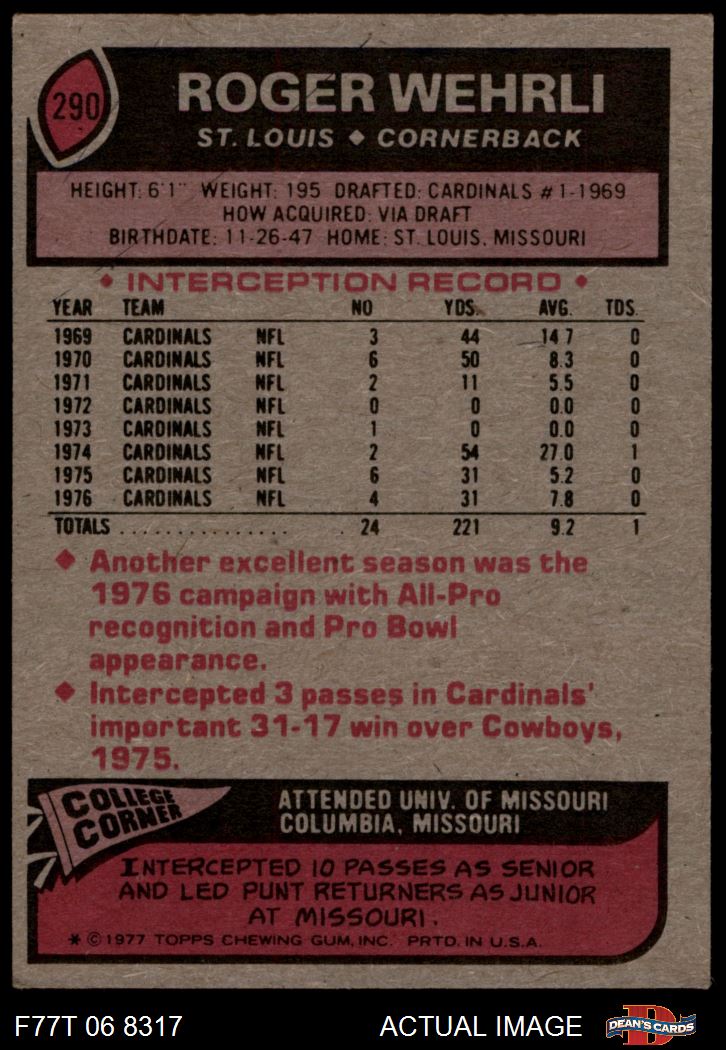 290
ROGER WEHRLI
ST. LOUIS ◆ CORNERBACK
HEIGHT: 6'1" WEIGHT: 195 DRAFTED: CARDINALS #1-1969
HOW ACQUIRED: VIA DRAFT
BIRTHDATE: 11-26-47 HOME: ST. LOUIS, MISSOURI
◆ INTERCEPTION RECORD ◆
YEAR TEAM NO YDS. AVG. TDS.
1969 CARDINALS NFL 3 44 14.7 0
1970 CARDINALS NFL 6 50 8.3 0
1971 CARDINALS NFL 2 11 5.5 0
1972 CARDINALS NFL 0 0 0.0 0
1973 CARDINALS NFL 1 0 0.0 0
1974 CARDINALS NFL 2 54 27.0 1
1975 CARDINALS NFL 6 31 5.2 0
1976 CARDINALS NFL 4 31 7.8 0
TOTALS . . . . . . . . . . . . . . . . 24 221 9.2 1
◆ Another excellent season was the
1976 campaign with All-Pro
recognition and Pro Bowl
appearance.
◆ Intercepted 3 passes in Cardinals'
important 31-17 win over Cowboys,
1975.
COLLEGE
CORNER
ATTENDED UNIV. OF MISSOURI
COLUMBIA, MISSOURI
INTERCEPTED 10 PASSES AS SENIOR
AND LED PUNT RETURNERS AS JUNIOR
AT MISSOURI.
* © 1977 TOPPS CHEWING GUM, INC. PRTD. IN U.S.A.
F77T 06 8317 ACTUAL IMAGE
D
DEAN'S CARDS